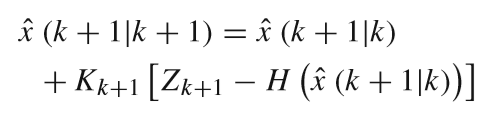 x̂ (k + 1|k + 1) = x̂ (k + 1|k)
+ K_{k+1} [Z_{k+1} − H (x̂ (k + 1|k))]